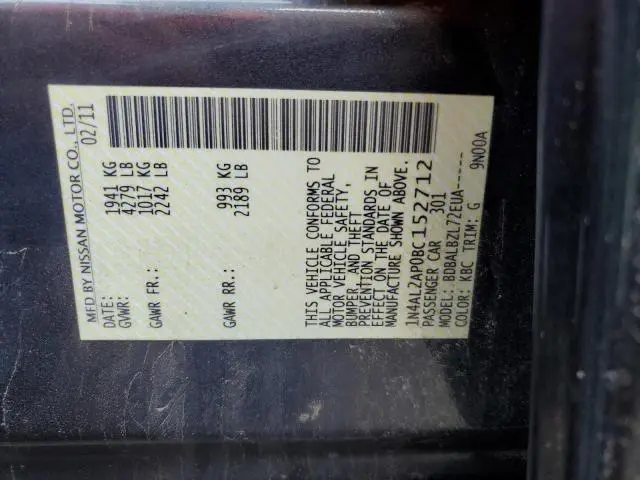 MFD BY NISSAN MOTOR CO., LTD.
DATE: 02/11
GVWR: 1941 KG
4279 LB
GAWR FR.: 1017 KG
2242 LB
GAWR RR.: 993 KG
2189 LB
THIS VEHICLE CONFORMS TO
ALL APPLICABLE FEDERAL
MOTOR VEHICLE SAFETY,
BUMPER, AND THEFT
PREVENTION STANDARDS IN
EFFECT ON THE DATE OF
MANUFACTURE SHOWN ABOVE.
1N4AL2AP0BC152712
PASSENGER CAR 301
MODEL: BDBALBZL72EUA-----
COLOR: KBC TRIM: G 9N00A